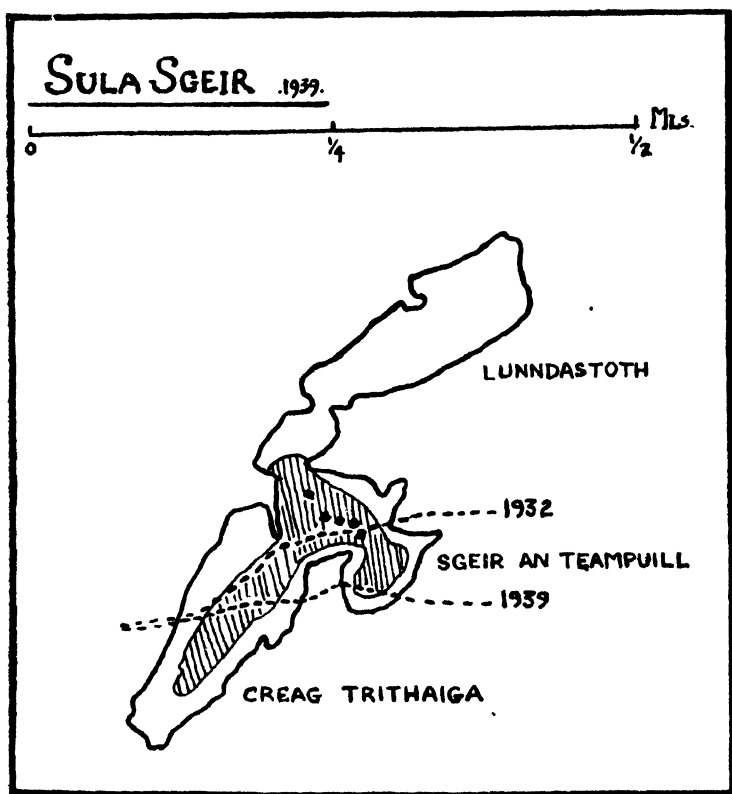 SULA SGEIR .1939.
MLS.
0 ¼ ½
LUNNDASTOTH
1932
SGEIR AN TEAMPUILL
1939
CREAG TRITHAIGA